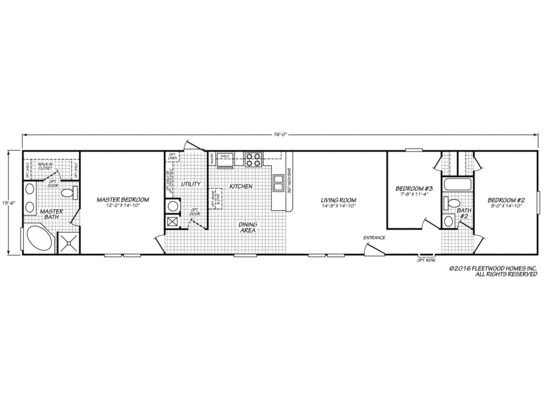 76'-0"
15'-6"
WALK-IN
CLOSET
OPT
DOOR
MASTER
BATH
MASTER BEDROOM
12'-2" x 14'-10"
OPT
LINEN
UTILITY
OPT
DOOR
KITCHEN
DINING
AREA
LIVING ROOM
14'-9" x 14'-10"
ENTRANCE
BEDROOM #3
7'-8" x 11'-4"
BATH
#2
BEDROOM #2
9'-0" x 14'-10"
OPT WDW
©2016 FLEETWOOD HOMES INC.
ALL RIGHTS RESERVED